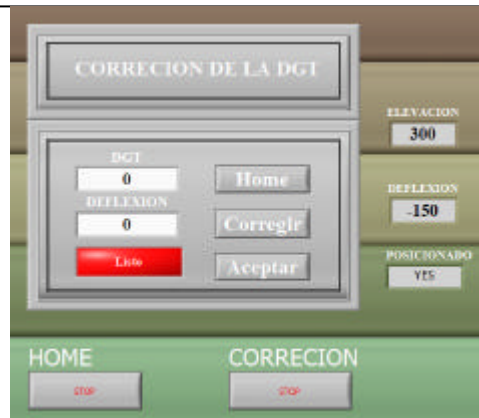 CORRECION DE LA DGT
ELEVACION
300
DGT
0
Home
DEFLEXION
0
Corregir
DEFLEXION
-150
Listo
Aceptar
POSICIONADO
YES
HOME
CORRECION
STOP
STOP